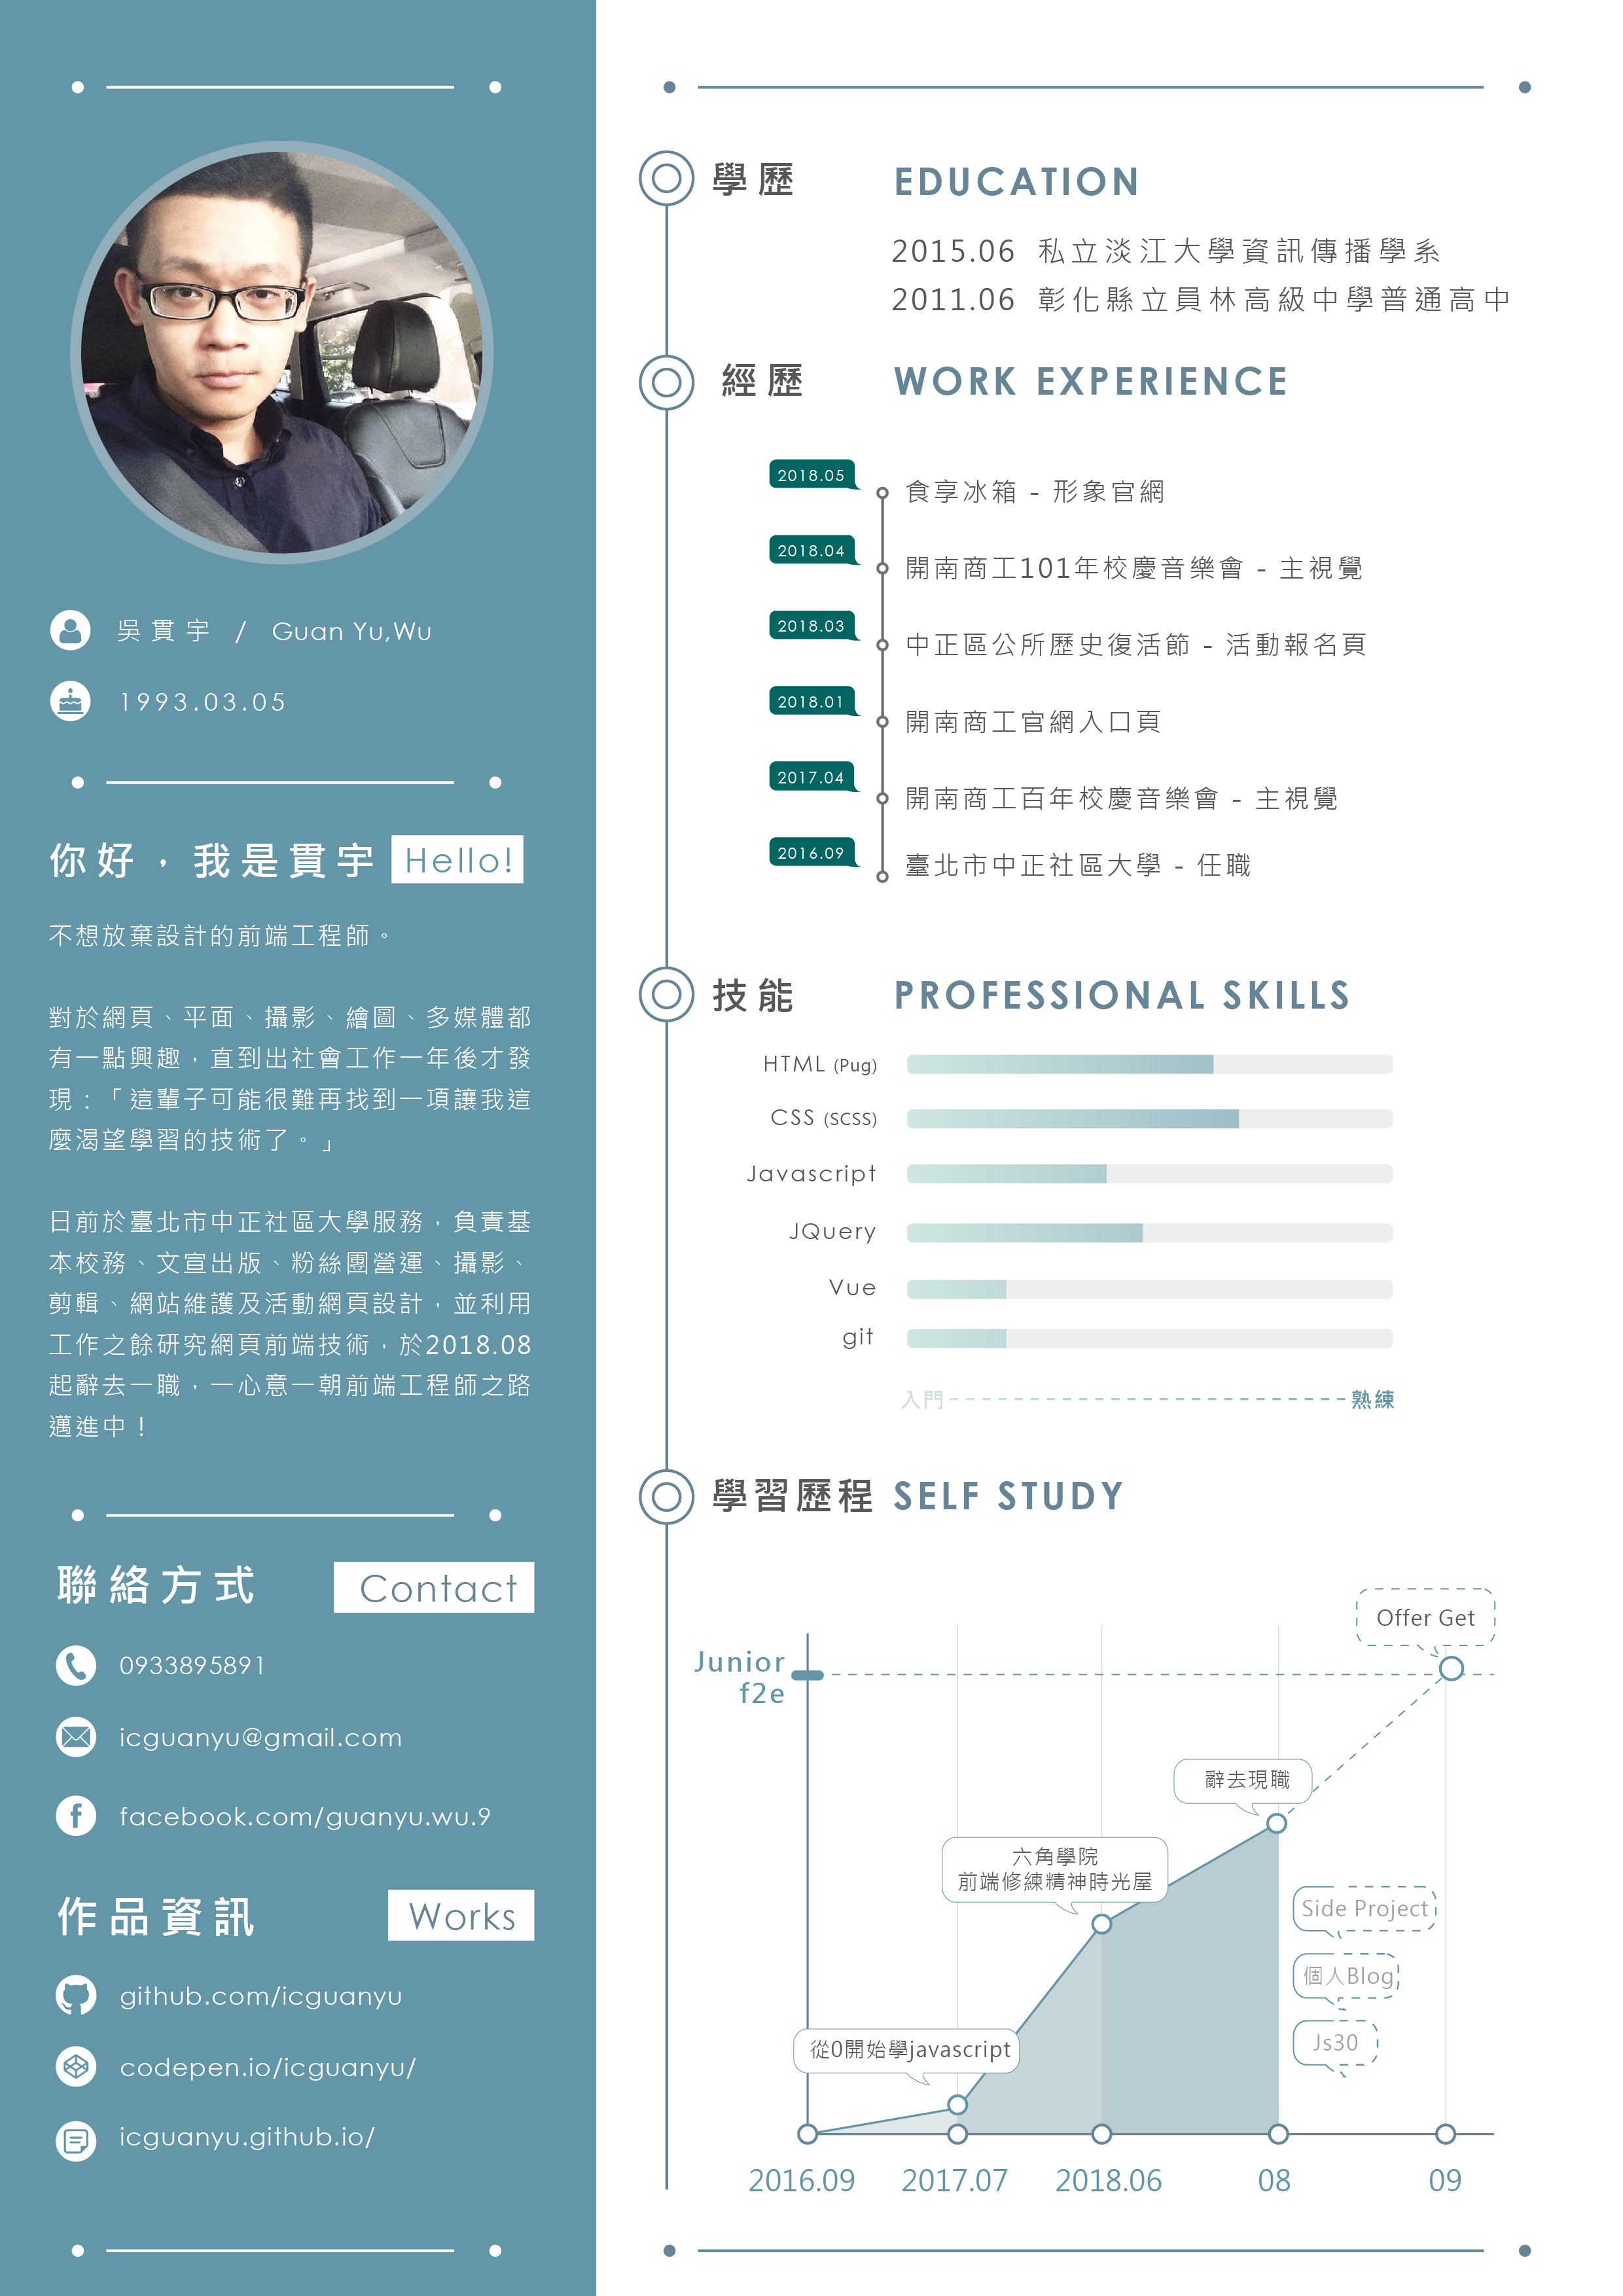 吳貫宇 / Guan Yu,Wu
1993.03.05
你好，我是貫宇 Hello!
不想放棄設計的前端工程師。
對於網頁、平面、攝影、繪圖、多媒體都
有一點興趣，直到出社會工作一年後才發
現：「這輩子可能很難再找到一項讓我這
麼渴望學習的技術了。」
日前於臺北市中正社區大學服務，負責基
本校務、文宣出版、粉絲團營運、攝影、
剪輯、網站維護及活動網頁設計，並利用
工作之餘研究網頁前端技術，於2018.08
起辭去一職，一心意一朝前端工程師之路
邁進中！
聯絡方式 Contact
0933895891
icguanyu@gmail.com
facebook.com/guanyu.wu.9
作品資訊 Works
github.com/icguanyu
codepen.io/icguanyu/
icguanyu.github.io/
學歷 EDUCATION
2015.06 私立淡江大學資訊傳播學系
2011.06 彰化縣立員林高級中學普通高中
經歷 WORK EXPERIENCE
2018.05 食享冰箱 - 形象官網
2018.04 開南商工101年校慶音樂會 - 主視覺
2018.03 中正區公所歷史復活節 - 活動報名頁
2018.01 開南商工官網入口頁
2017.04 開南商工百年校慶音樂會 - 主視覺
2016.09 臺北市中正社區大學 - 任職
技能 PROFESSIONAL SKILLS
HTML (Pug)
CSS (SCSS)
Javascript
JQuery
Vue
git
入門 熟練
學習歷程 SELF STUDY
Offer Get
Junior
f2e
辭去現職
六角學院
前端修練精神時光屋
Side Project
個人Blog
Js30
從0開始學javascript
2016.09 2017.07 2018.06 08 09